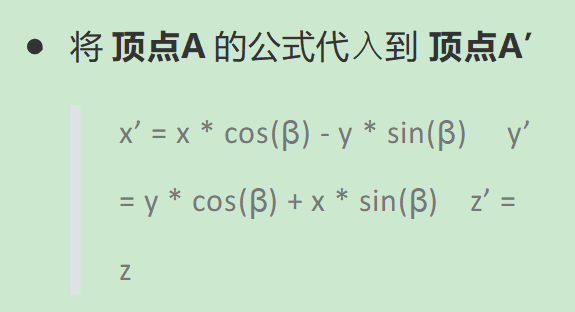 ● 将 顶点A 的公式代入到 顶点A′
x′ = x * cos(β) - y * sin(β) y′
= y * cos(β) + x * sin(β) z′ =
z